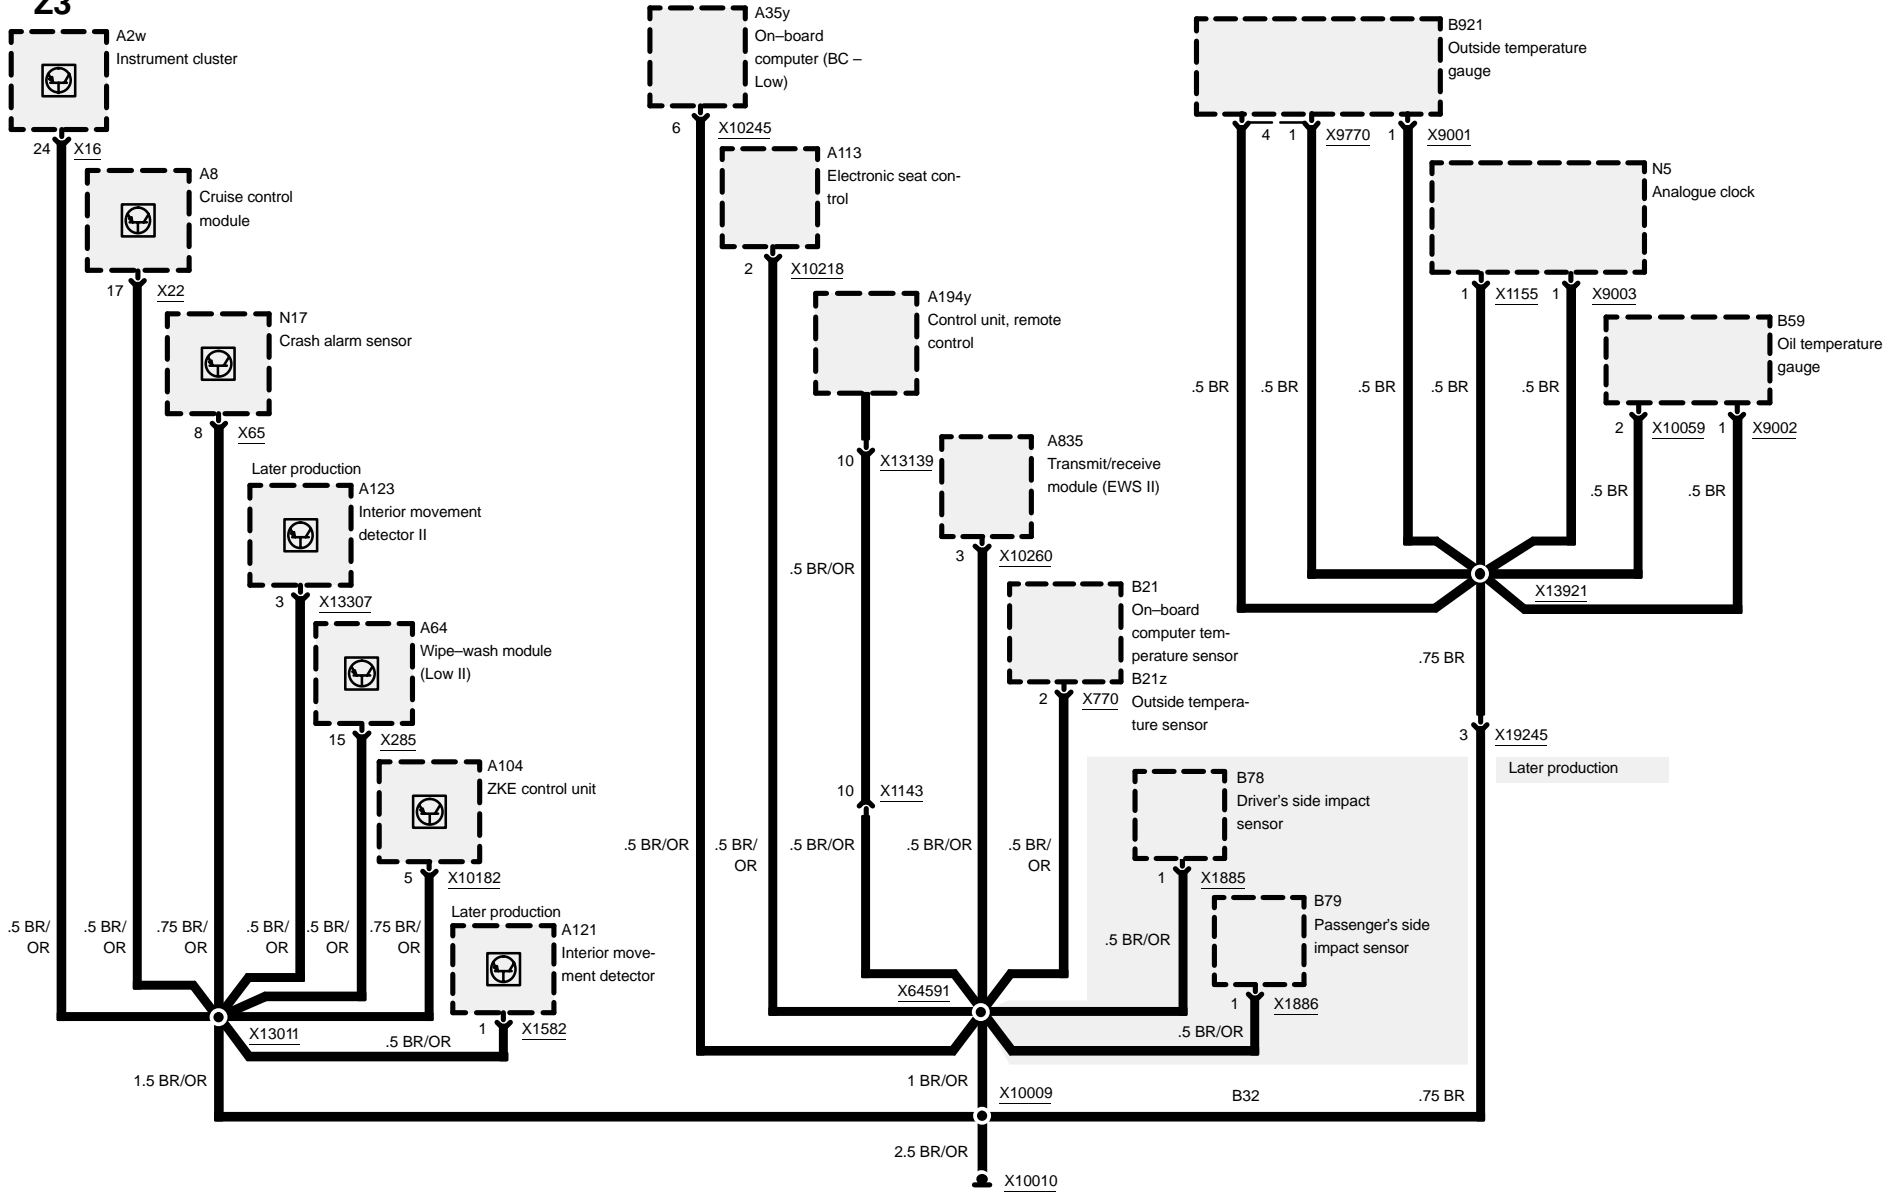 Z3
A2w
Instrument cluster
24 X16
A8
Cruise control
module
17 X22
N17
Crash alarm sensor
8 X65
Later production
A123
Interior movement
detector II
3 X13307
A64
Wipe–wash module
(Low II)
15 X285
A104
ZKE control unit
5 X10182
Later production
A121
Interior move-
ment detector
1 X1582
.5 BR/
OR
.5 BR/
OR
.75 BR/
OR
.5 BR/
OR
.5 BR/
OR
.75 BR/
OR
X13011
.5 BR/OR
1.5 BR/OR
A35y
On–board
computer (BC –
Low)
6 X10245
A113
Electronic seat con-
trol
2 X10218
A194y
Control unit, remote
control
10 X13139
A835
Transmit/receive
module (EWS II)
3 X10260
.5 BR/OR
B21
On–board
computer tem-
perature sensor
B21z
Outside tempera-
ture sensor
2 X770
10 X1143
.5 BR/OR
.5 BR/
OR
.5 BR/OR
.5 BR/OR
.5 BR/
OR
B78
Driver's side impact
sensor
1 X1885
B79
Passenger's side
impact sensor
.5 BR/OR
1 X1886
X64591
.5 BR/OR
1 BR/OR
X10009
B32
.75 BR
2.5 BR/OR
X10010
B921
Outside temperature
gauge
4 1 X9770 1 X9001
N5
Analogue clock
1 X1155 1 X9003
B59
Oil temperature
gauge
2 X10059 1 X9002
.5 BR .5 BR .5 BR .5 BR .5 BR
.5 BR .5 BR
X13921
.75 BR
3 X19245
Later production